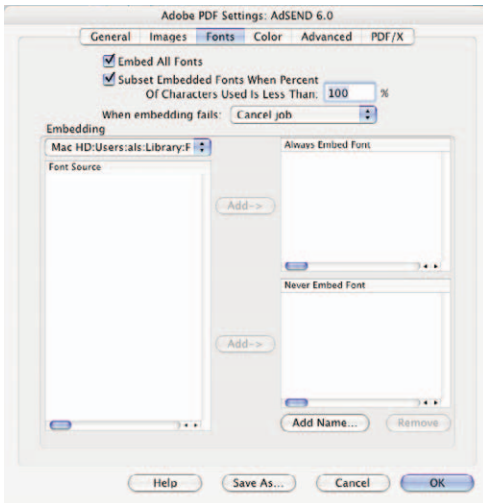 Adobe PDF Settings: AdSEND 6.0
General Images Fonts Color Advanced PDF/X
Embed All Fonts
Subset Embedded Fonts When Percent
Of Characters Used Is Less Than: 100 %
When embedding fails: Cancel job
Embedding
Mac HD:Users:als:Library:F
Always Embed Font
Font Source
Add->
Never Embed Font
Add->
Add Name... Remove
Help Save As... Cancel OK